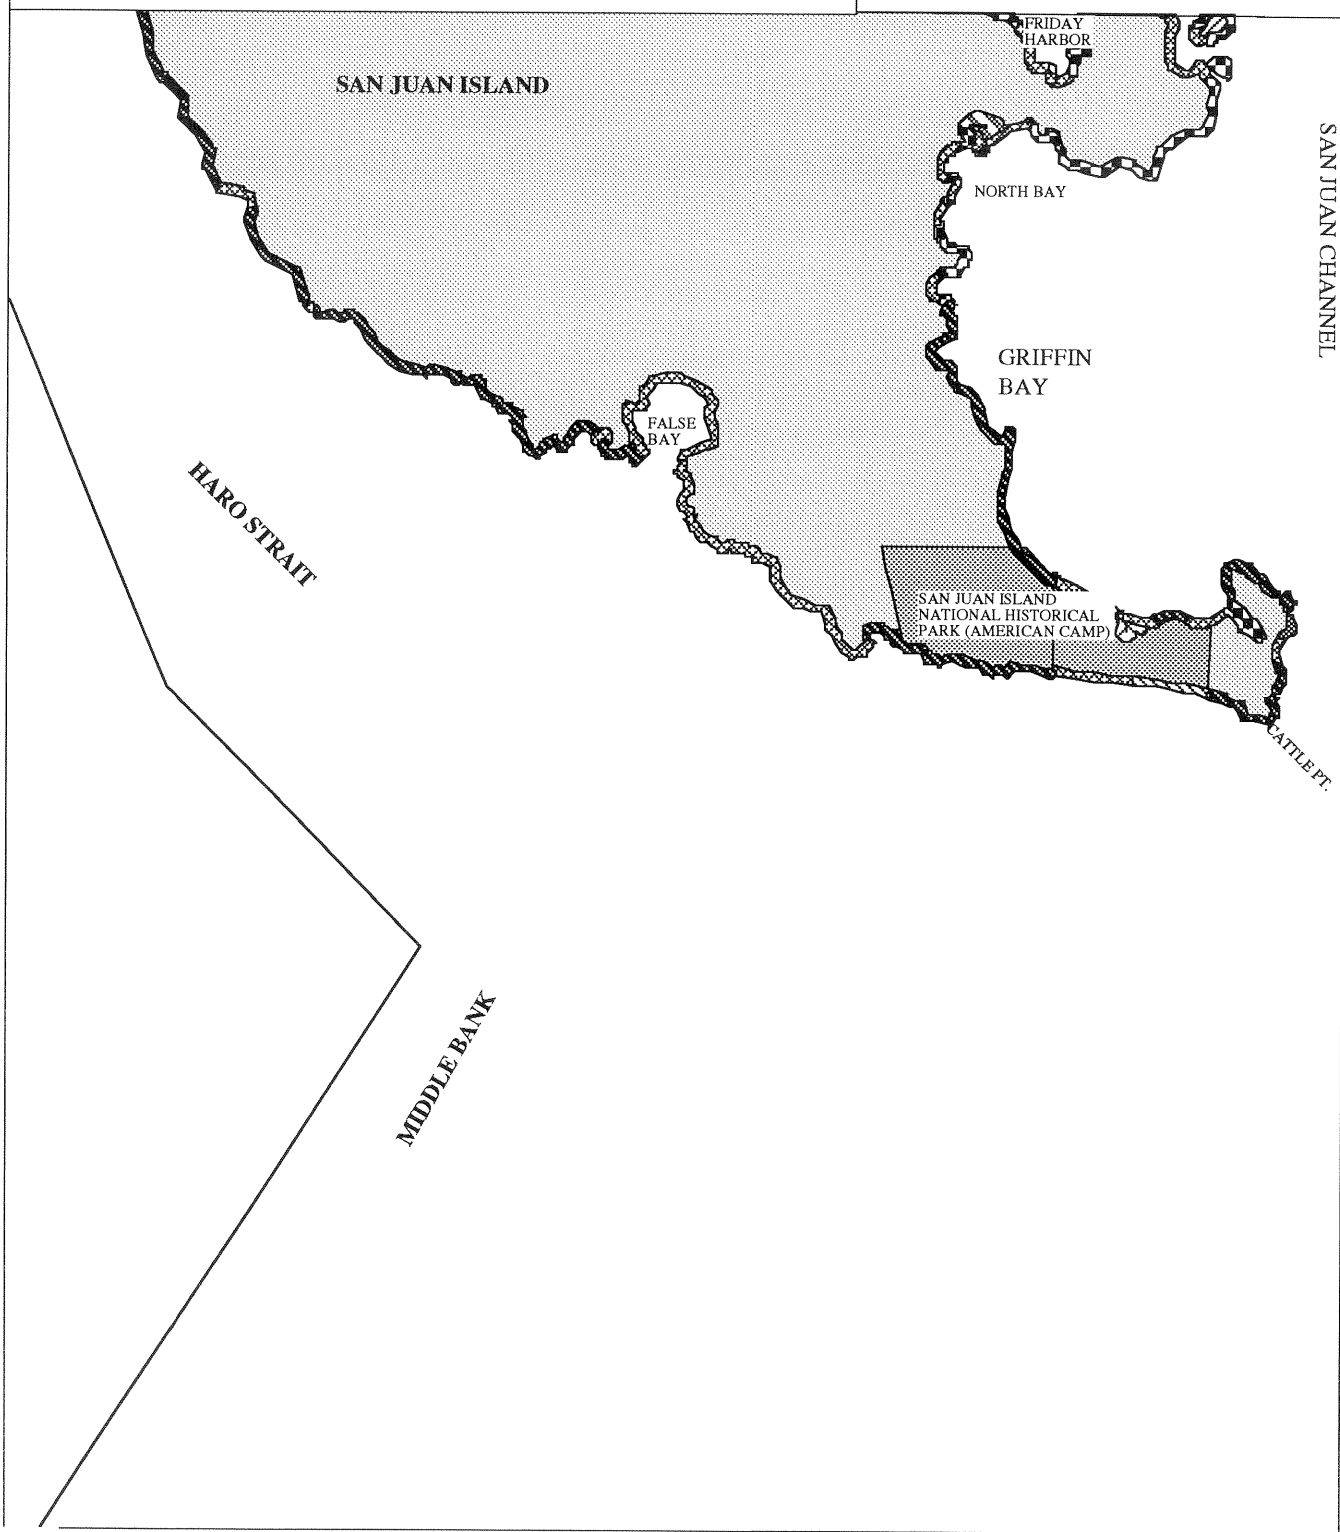 FRIDAY
HARBOR
SAN JUAN ISLAND
SAN JUAN CHANNEL
NORTH BAY
GRIFFIN
BAY
FALSE
BAY
HARO STRAIT
SAN JUAN ISLAND
NATIONAL HISTORICAL
PARK (AMERICAN CAMP)
CATTLE PT.
MIDDLE BANK